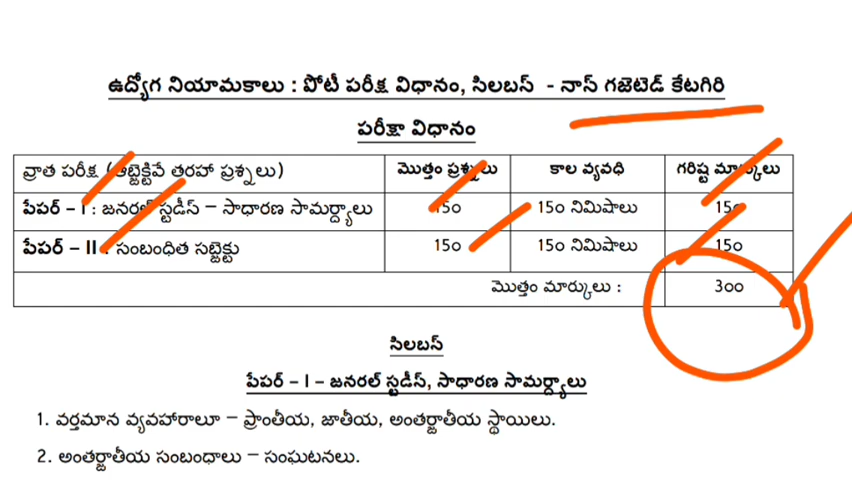 ఉద్యోగ నియామకాలు : పోటీ పరీక్ష విధానం, సిలబస్ - నాన్ గజెటెడ్ కేటగిరి
పరీక్షా విధానం
వ్రాత పరీక్ష (ఆబ్జెక్టివ్ తరహా ప్రశ్నలు) మొత్తం ప్రశ్నలు కాల వ్యవధి గరిష్ట మార్కులు
పేపర్ – I : జనరల్ స్టడీస్ – సాధారణ సామర్థ్యాలు 150 150 నిమిషాలు 150
పేపర్ – II : సంబంధిత సబ్జెక్టు 150 150 నిమిషాలు 150
మొత్తం మార్కులు : 300
సిలబస్
పేపర్ – I – జనరల్ స్టడీస్, సాధారణ సామర్థ్యాలు
1. వర్తమాన వ్యవహారాలూ – ప్రాంతీయ, జాతీయ, అంతర్జాతీయ స్థాయిలు.
2. అంతర్జాతీయ సంబంధాలు – సంఘటనలు.